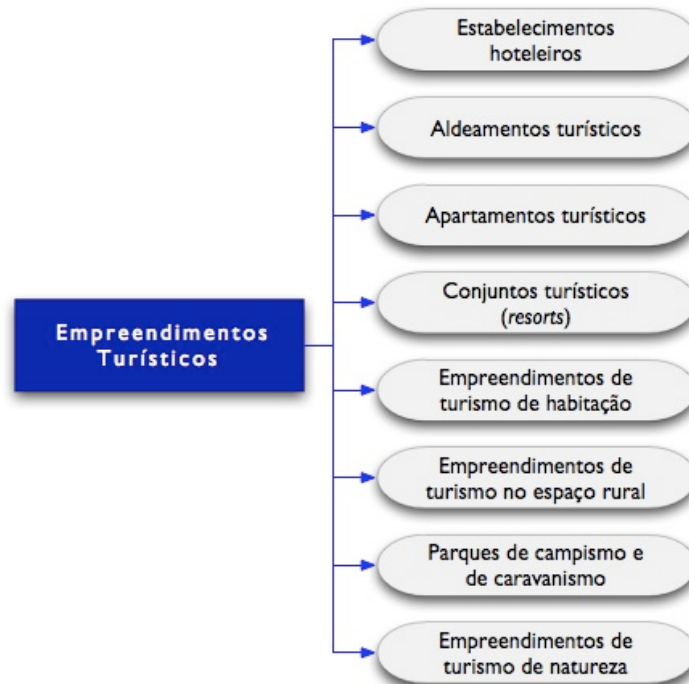 Estabelecimentos
hoteleiros
Aldeamentos turísticos
Apartamentos turísticos
Conjuntos turísticos
(resorts)
Empreendimentos
Turísticos
Empreendimentos de
turismo de habitação
Empreendimentos de
turismo no espaço rural
Parques de campismo e
de caravanismo
Empreendimentos de
turismo de natureza